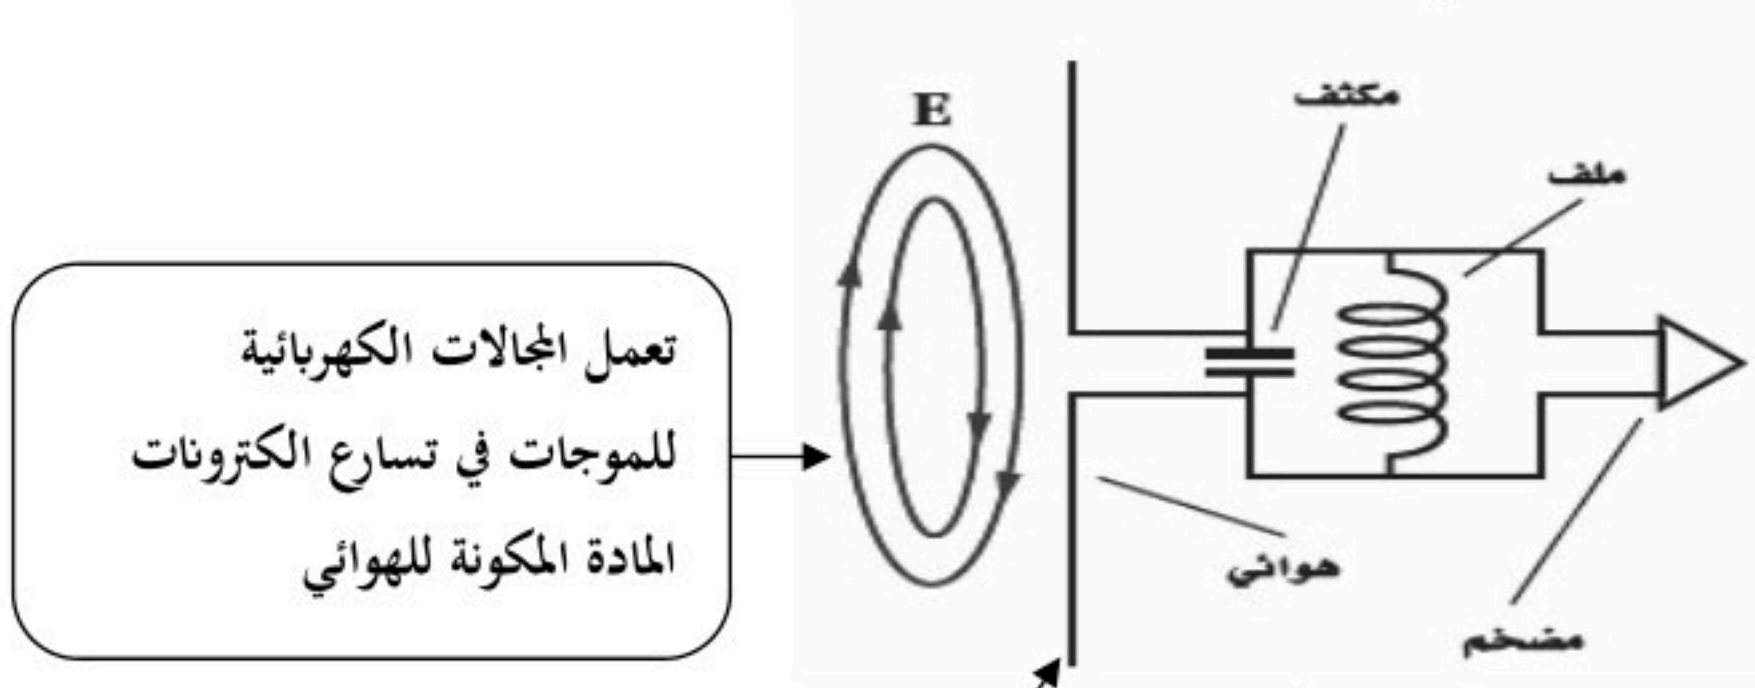 E
مكثف
ملف
تعمل المجالات الكهربائية
للموجات في تسارع الكترونات
المادة المكونة للهوائي
هوائي
مضخم